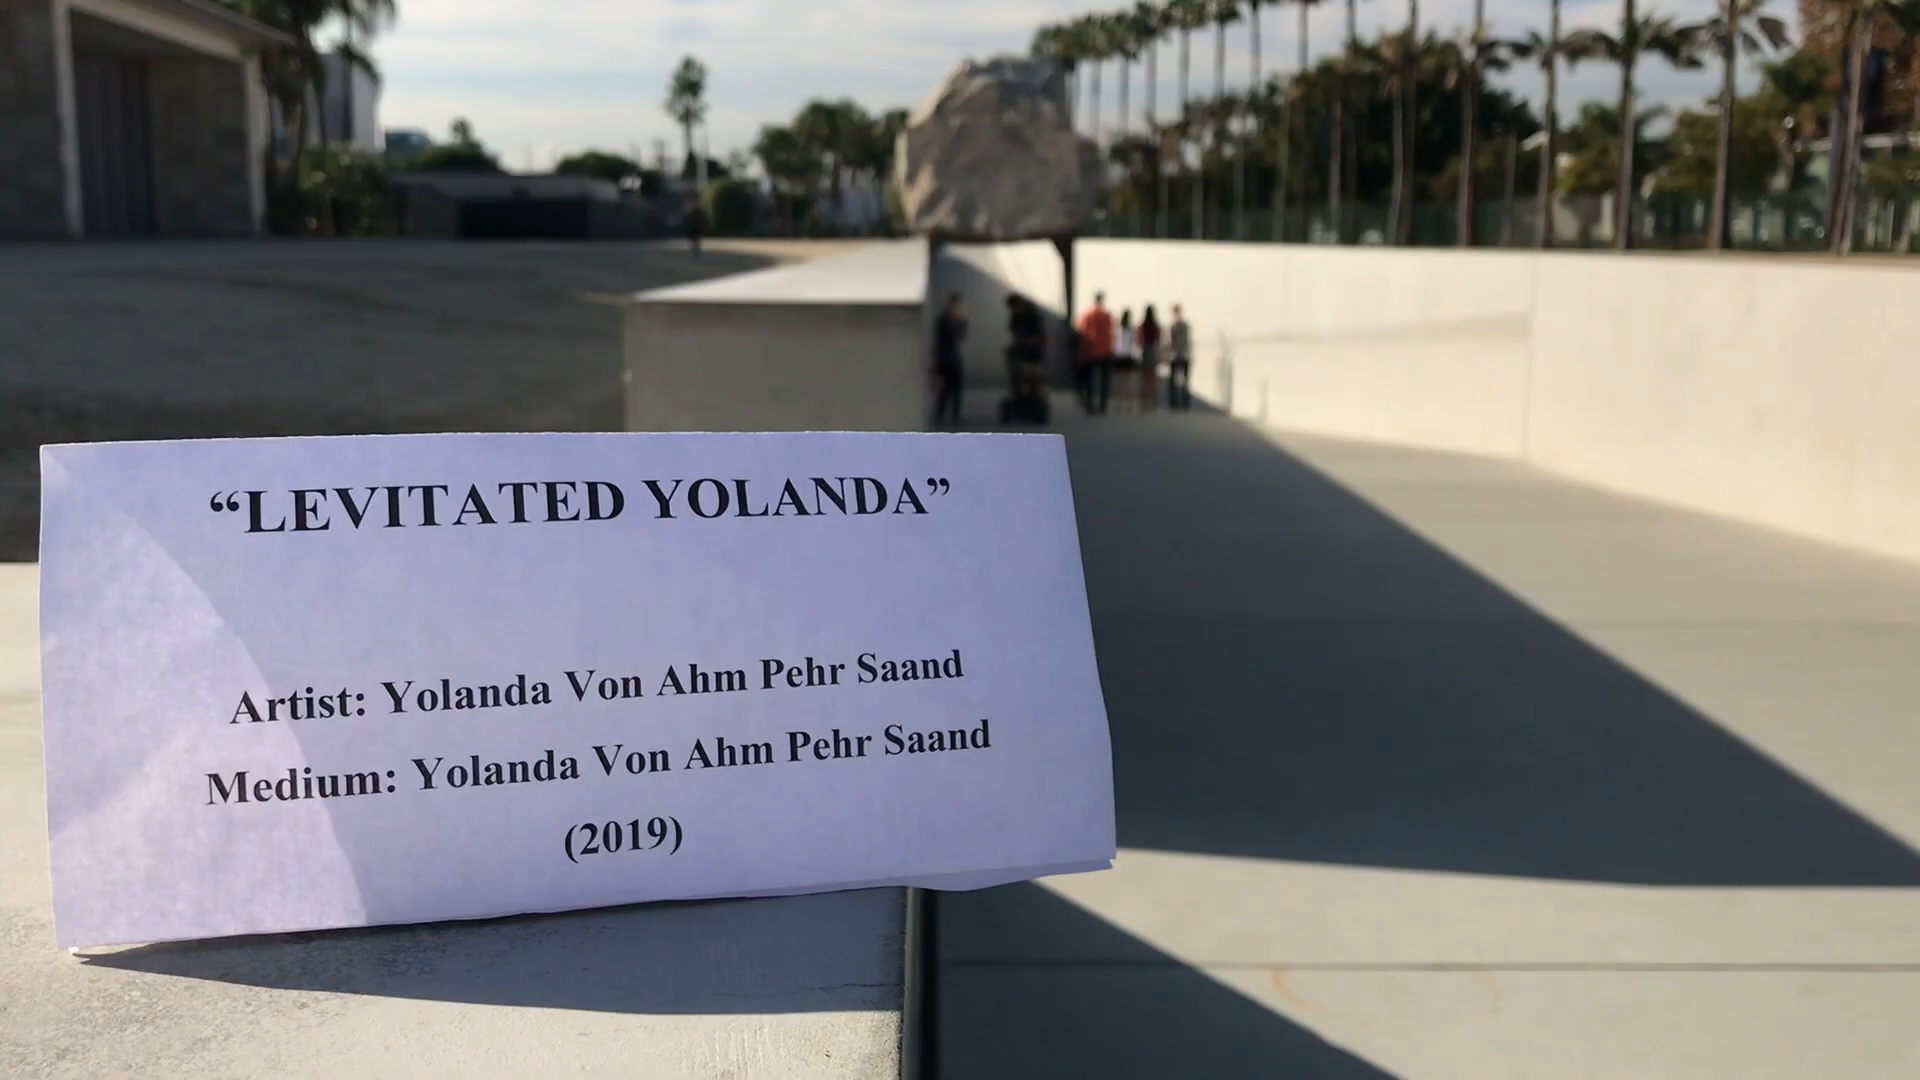 “LEVITATED YOLANDA”
Artist: Yolanda Von Ahm Pehr Saand
Medium: Yolanda Von Ahm Pehr Saand
(2019)